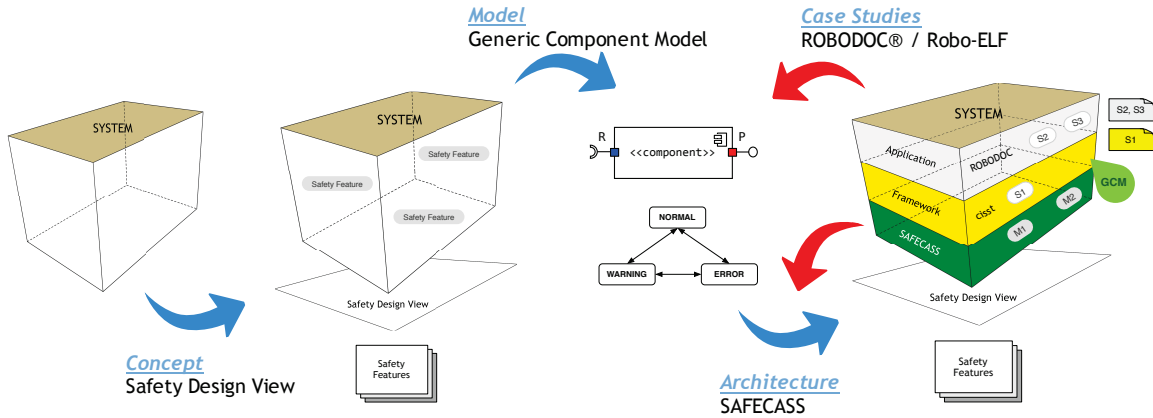 Model
Generic Component Model
Case Studies
ROBODOC® / Robo-ELF
SYSTEM
SYSTEM
Safety Feature
Safety Feature
Safety Feature
Safety Design View
Concept
Safety Design View
Safety
Features
R
P
<<component>>
NORMAL
WARNING
ERROR
Architecture
SAFECASS
SYSTEM
Application
ROBODOC
S2
S3
Framework
cisst
S1
SAFECASS
M1
M2
S2, S3
S1
GCM
Safety Design View
Safety
Features